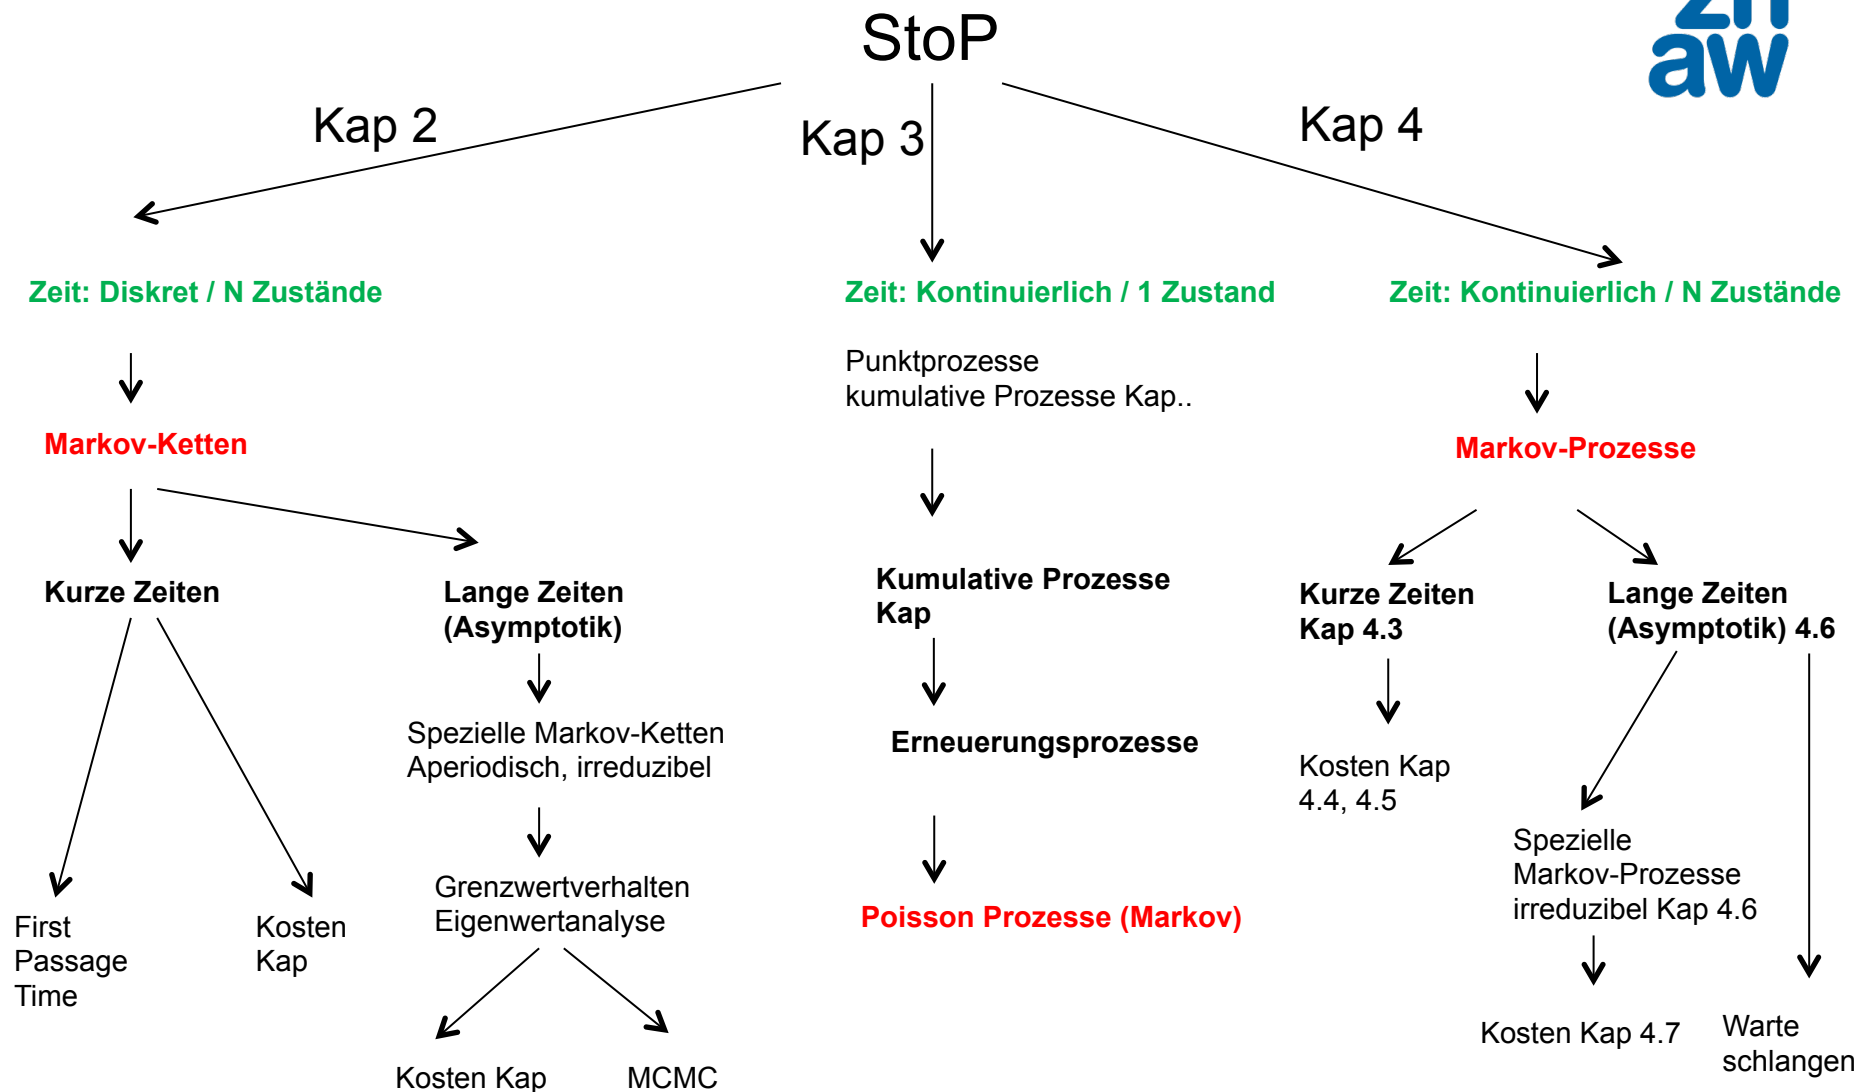 StoP
zh
aw
Kap 2
Kap 3
Kap 4
Zeit: Diskret / N Zustände
Zeit: Kontinuierlich / 1 Zustand
Zeit: Kontinuierlich / N Zustände
Punktprozesse
kumulative Prozesse Kap..
Markov-Ketten
Markov-Prozesse
Kurze Zeiten
Lange Zeiten
(Asymptotik)
Kumulative Prozesse
Kap
Kurze Zeiten
Kap 4.3
Lange Zeiten
(Asymptotik) 4.6
Spezielle Markov-Ketten
Aperiodisch, irreduzibel
Erneuerungsprozesse
Kosten Kap
4.4, 4.5
Spezielle
Markov-Prozesse
irreduzibel Kap 4.6
Grenzwertverhalten
Eigenwertanalyse
Poisson Prozesse (Markov)
First
Passage
Time
Kosten
Kap
Kosten Kap 4.7
Warte
schlangen
Kosten Kap
MCMC